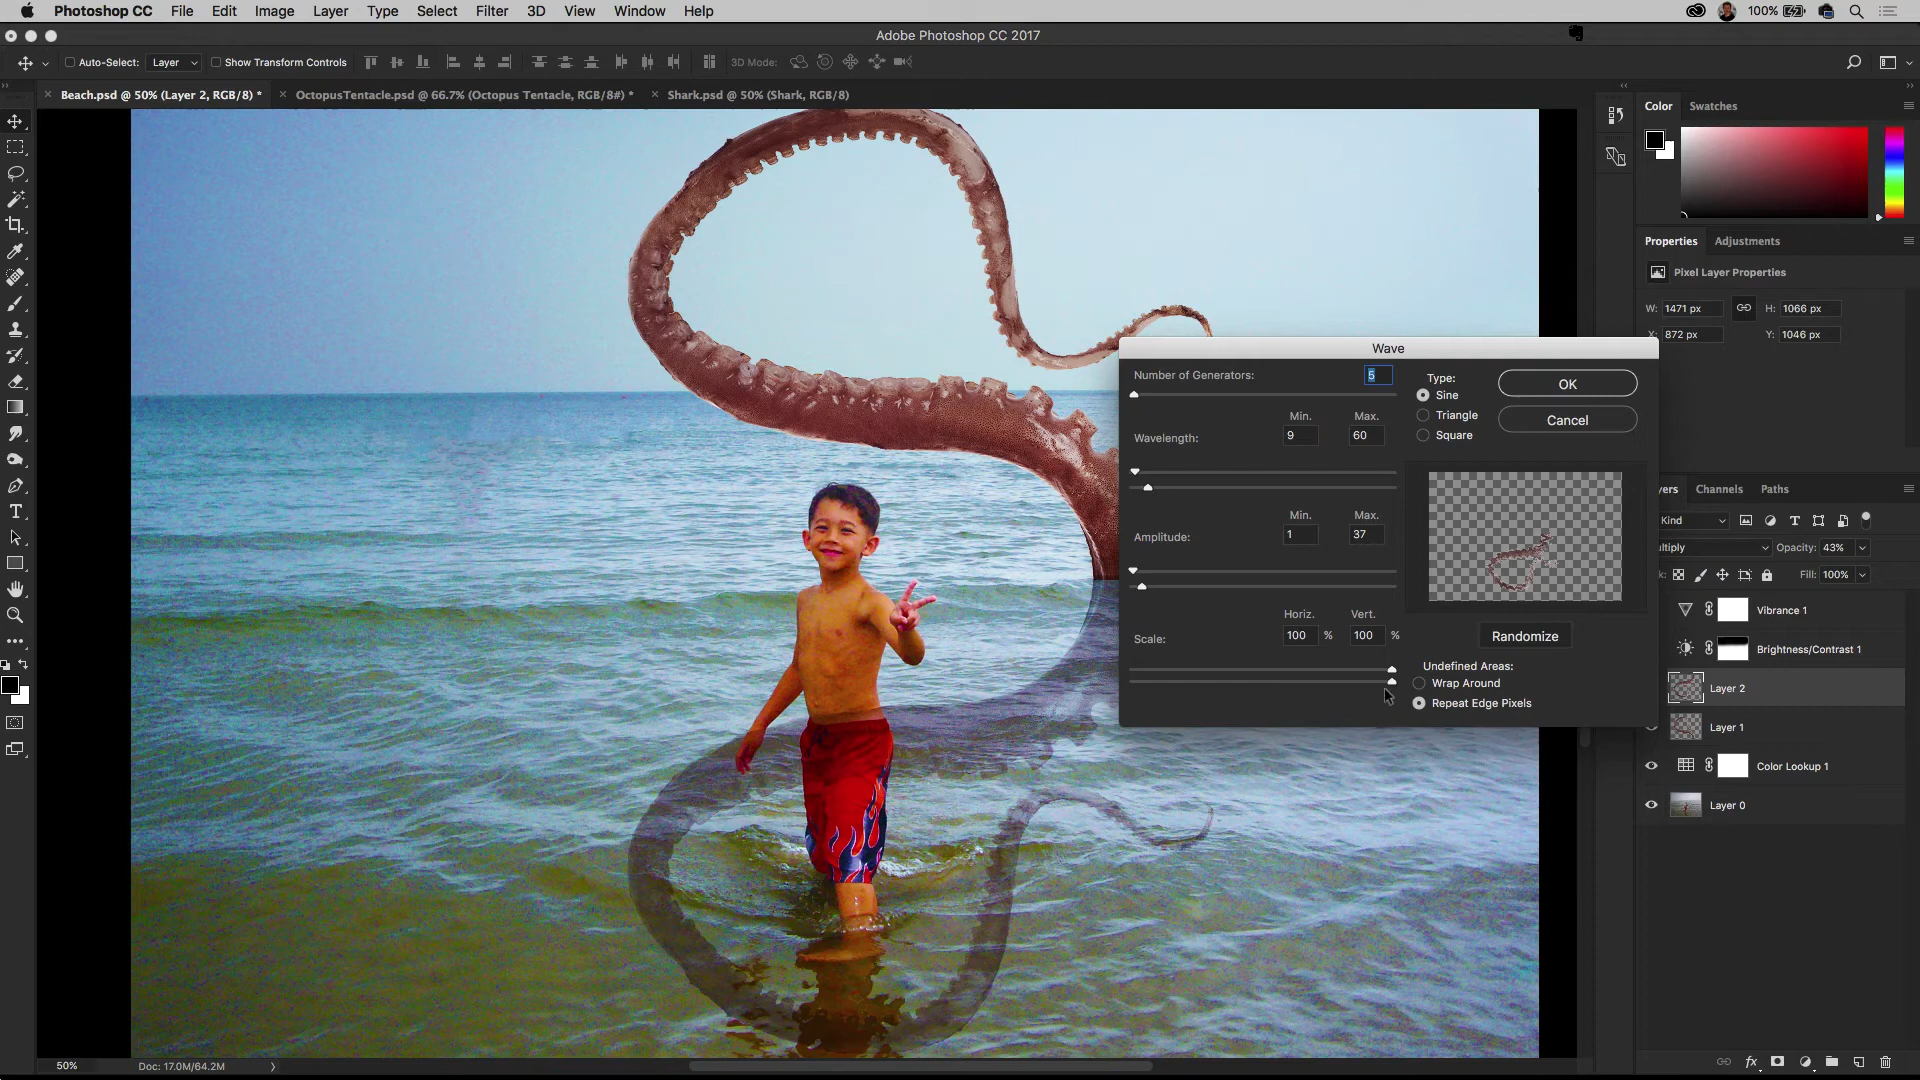 Photoshop CC File Edit Image Layer Type Select Filter 3D View Window Help 100%
Adobe Photoshop CC 2017
Auto-Select: Layer Show Transform Controls 3D Mode:
Beach.psd @ 50% (Layer 2, RGB/8) * OctopusTentacle.psd @ 66.7% (Octopus Tentacle, RGB/8#) * Shark.psd @ 50% (Shark, RGB/8)
Color Swatches
Properties Adjustments
Pixel Layer Properties
W: 1471 px H: 1066 px
X: 872 px Y: 1046 px
Wave
Number of Generators: 5
Type:
Sine
Triangle
Square
OK
Cancel
Min. Max.
Wavelength: 9 60
Min. Max.
Amplitude: 1 37
Horiz. Vert.
Scale: 100 % 100 %
Randomize
Undefined Areas:
Wrap Around
Repeat Edge Pixels
yers Channels Paths
Kind
ultiply Opacity: 43%
k: Fill: 100%
Vibrance 1
Brightness/Contrast 1
Layer 2
Layer 1
Color Lookup 1
Layer 0
fx
50% Doc: 17.0M/64.2M